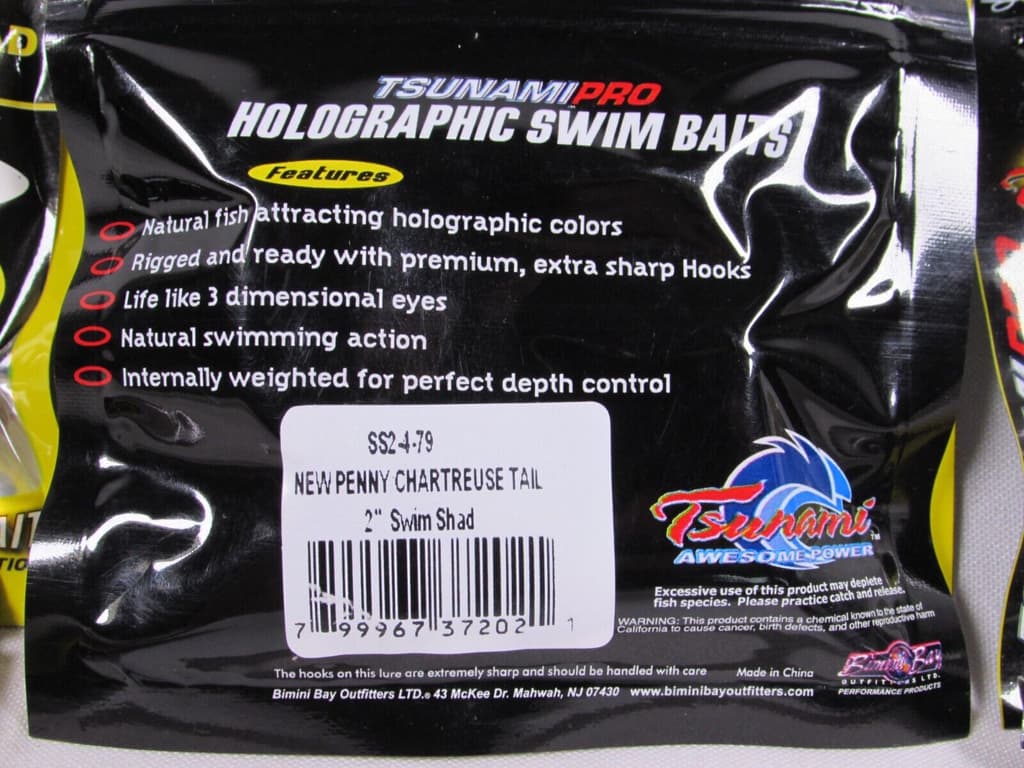 TSUNAMIPRO
HOLOGRAPHIC SWIM BAITS
Features
Natural fish attracting holographic colors
Rigged and ready with premium, extra sharp Hooks
Life like 3 dimensional eyes
Natural swimming action
Internally weighted for perfect depth control
SS2-4-79
NEW PENNY CHARTREUSE TAIL
2" Swim Shad
7 99967 37202 1
Tsunami™
AWESOME POWER
Excessive use of this product may deplete
fish species. Please practice catch and release.
WARNING: This product contains a chemical known to the state of
California to cause cancer, birth defects, and other reproductive harm
The hooks on this lure are extremely sharp and should be handled with care
Made in China
Bimini Bay
OUTFITTERS LTD.
PERFORMANCE PRODUCTS
Bimini Bay Outfitters LTD.® 43 McKee Dr. Mahwah, NJ 07430 www.biminibayoutfitters.com